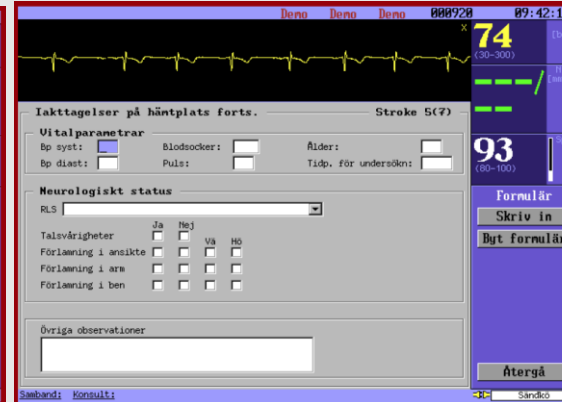 Demo Demo Demo 000920 09:42:1
x
74
(30-300)
---/
--
93
(80-100)
Iakttagelser på hämtplats forts. Stroke 5(7)
Vitalparametrar
Bp syst: Blodsocker: Ålder:
Bp diast: Puls: Tidp. för undersökn:
Neurologiskt status
RLS
Ja Nej
Talsvårigheter
Vä Hö
Förlamning i ansikte
Förlamning i arm
Förlamning i ben
Övriga observationer
Formulär
Skriv in
Byt formulär
Återgå
Samband: Konsult:
Sändkö